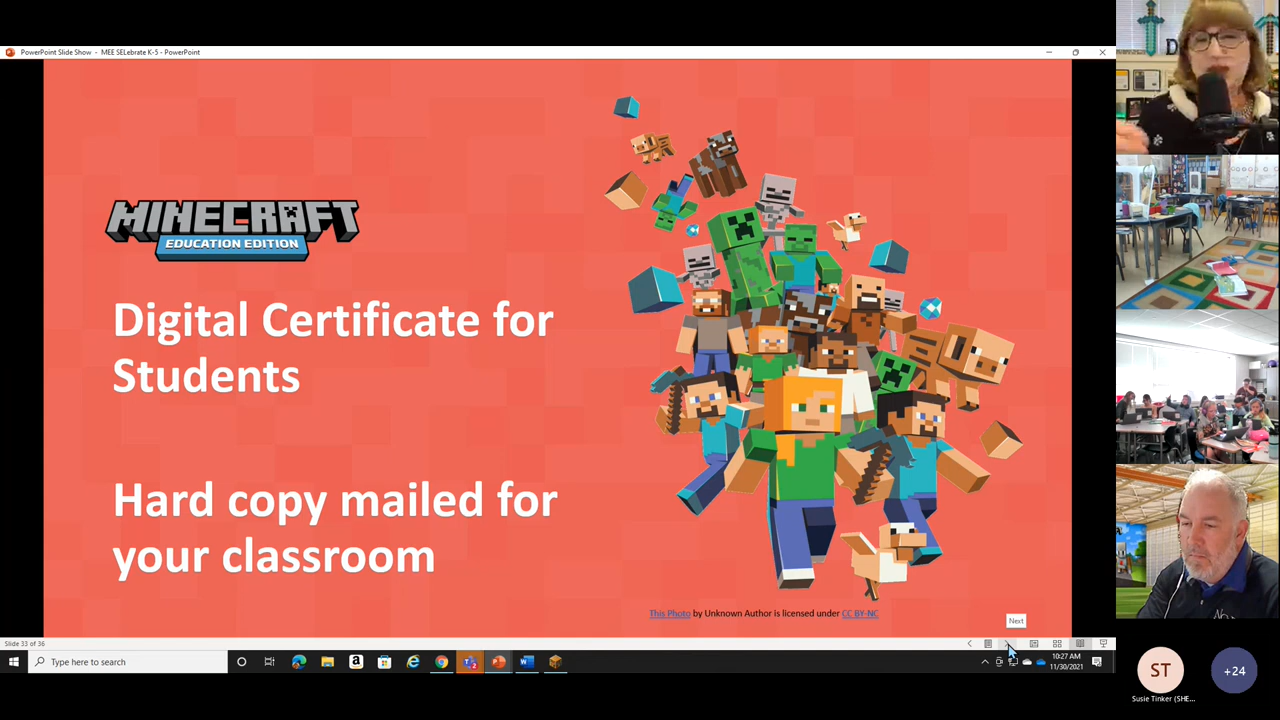 PowerPoint Slide Show - MEE SELebrate K-5 - PowerPoint
MINECRAFT
EDUCATION EDITION
Digital Certificate for
Students
Hard copy mailed for
your classroom
This Photo by Unknown Author is licensed under CC BY-NC
Next
Slide 33 of 36
Type here to search
10:27 AM
11/30/2021
D
ST
+24
Susie Tinker (SHE...